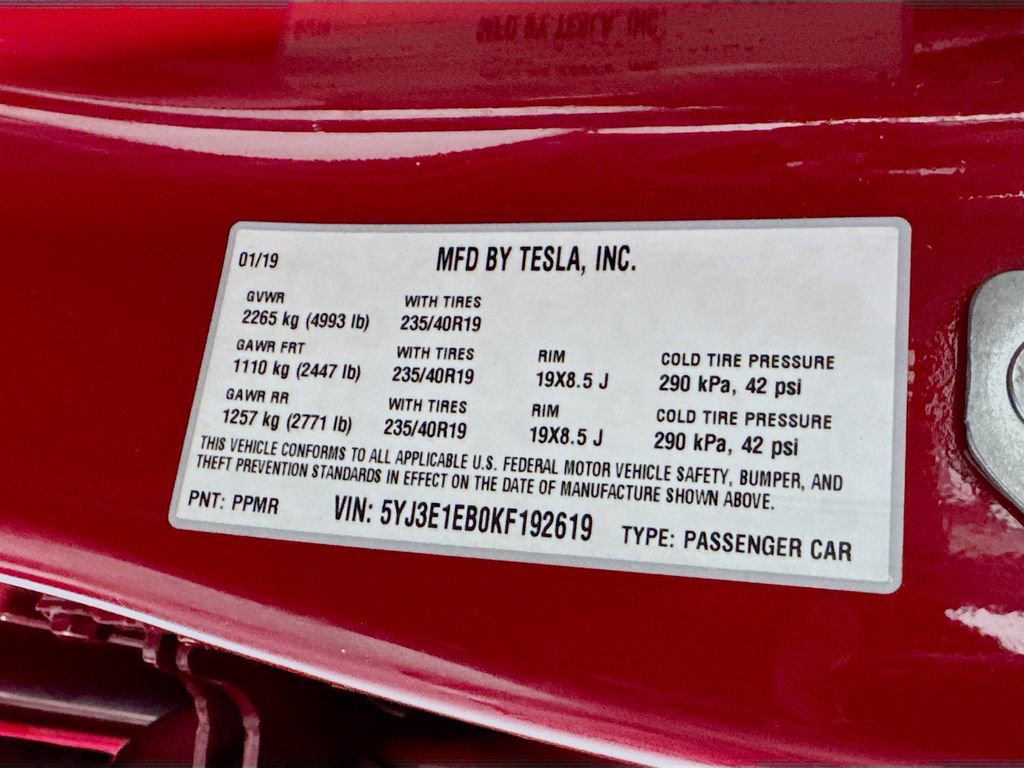 01/19 MFD BY TESLA, INC.
GVWR WITH TIRES
2265 kg (4993 lb) 235/40R19
GAWR FRT WITH TIRES RIM COLD TIRE PRESSURE
1110 kg (2447 lb) 235/40R19 19X8.5 J 290 kPa, 42 psi
GAWR RR WITH TIRES RIM COLD TIRE PRESSURE
1257 kg (2771 lb) 235/40R19 19X8.5 J 290 kPa, 42 psi
THIS VEHICLE CONFORMS TO ALL APPLICABLE U.S. FEDERAL MOTOR VEHICLE SAFETY, BUMPER, AND
THEFT PREVENTION STANDARDS IN EFFECT ON THE DATE OF MANUFACTURE SHOWN ABOVE.
PNT: PPMR VIN: 5YJ3E1EB0KF192619 TYPE: PASSENGER CAR